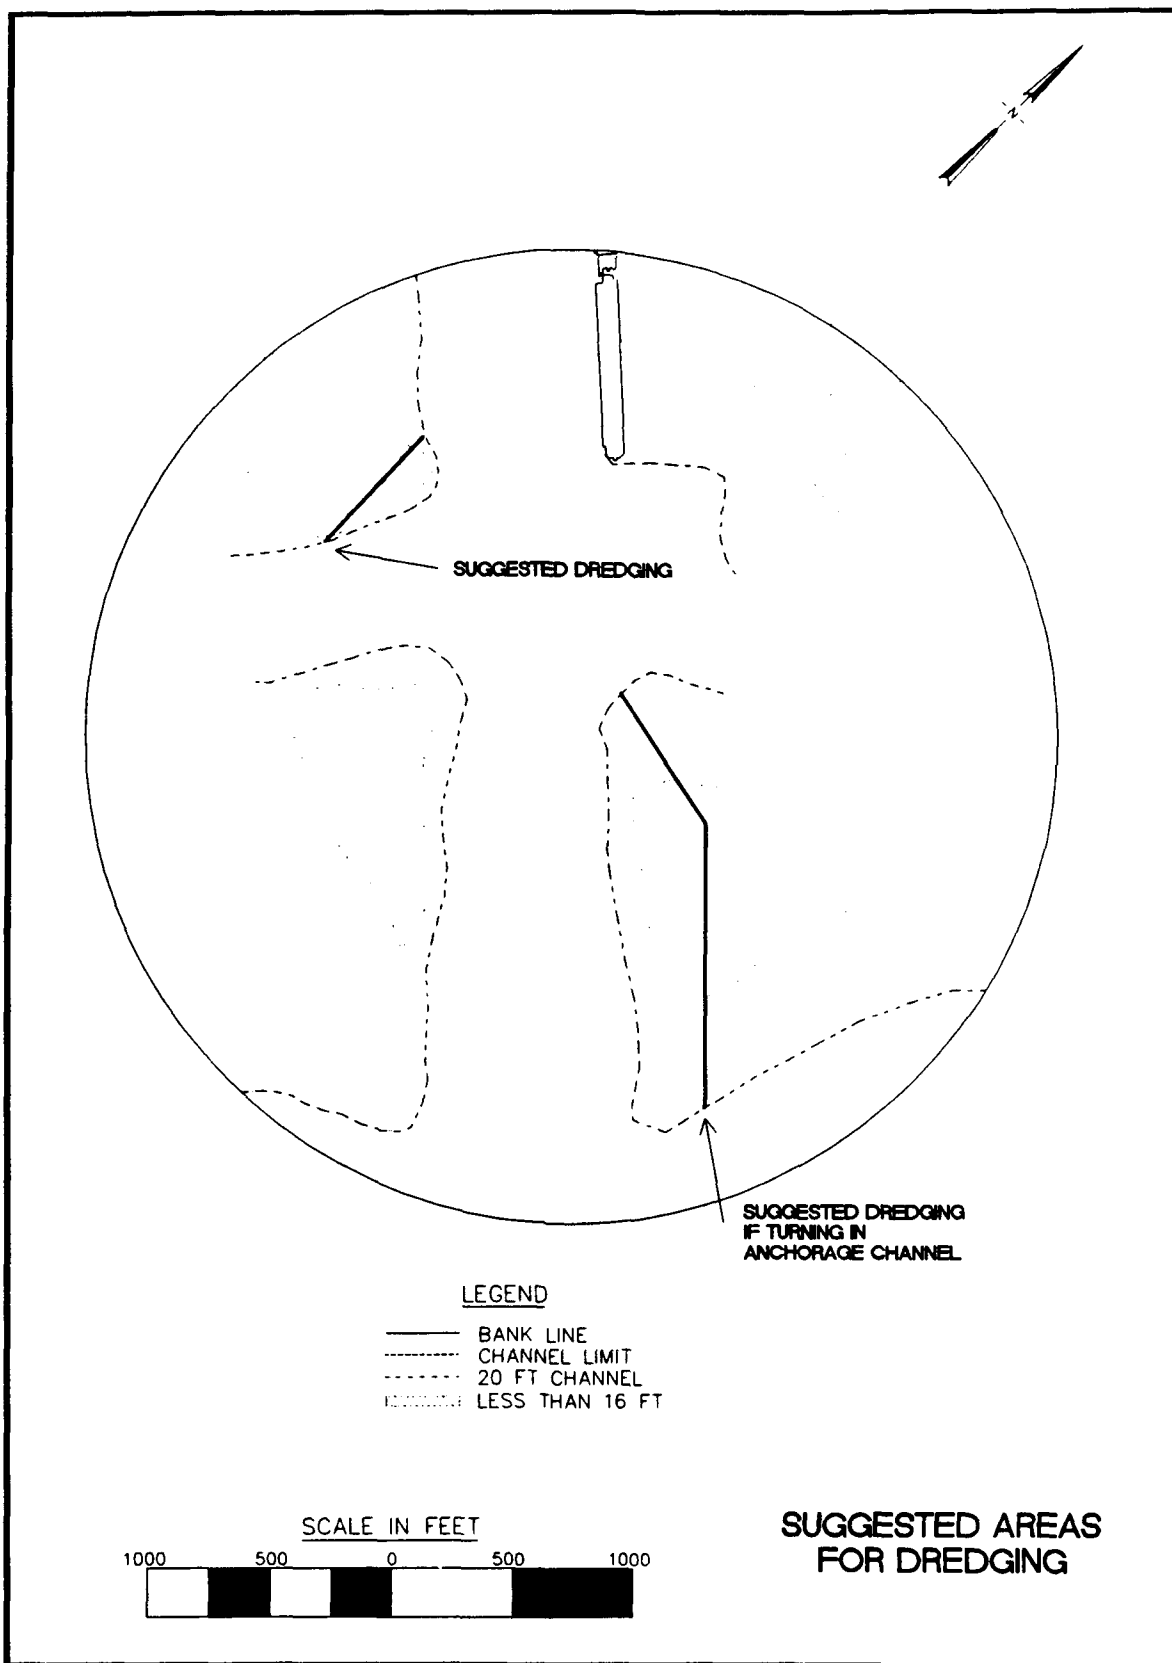 N
SUGGESTED DREDGING
SUGGESTED DREDGING
IF TURNING IN
ANCHORAGE CHANNEL
LEGEND
BANK LINE
CHANNEL LIMIT
20 FT CHANNEL
LESS THAN 16 FT
SCALE IN FEET
1000 500 0 500 1000
SUGGESTED AREAS
FOR DREDGING